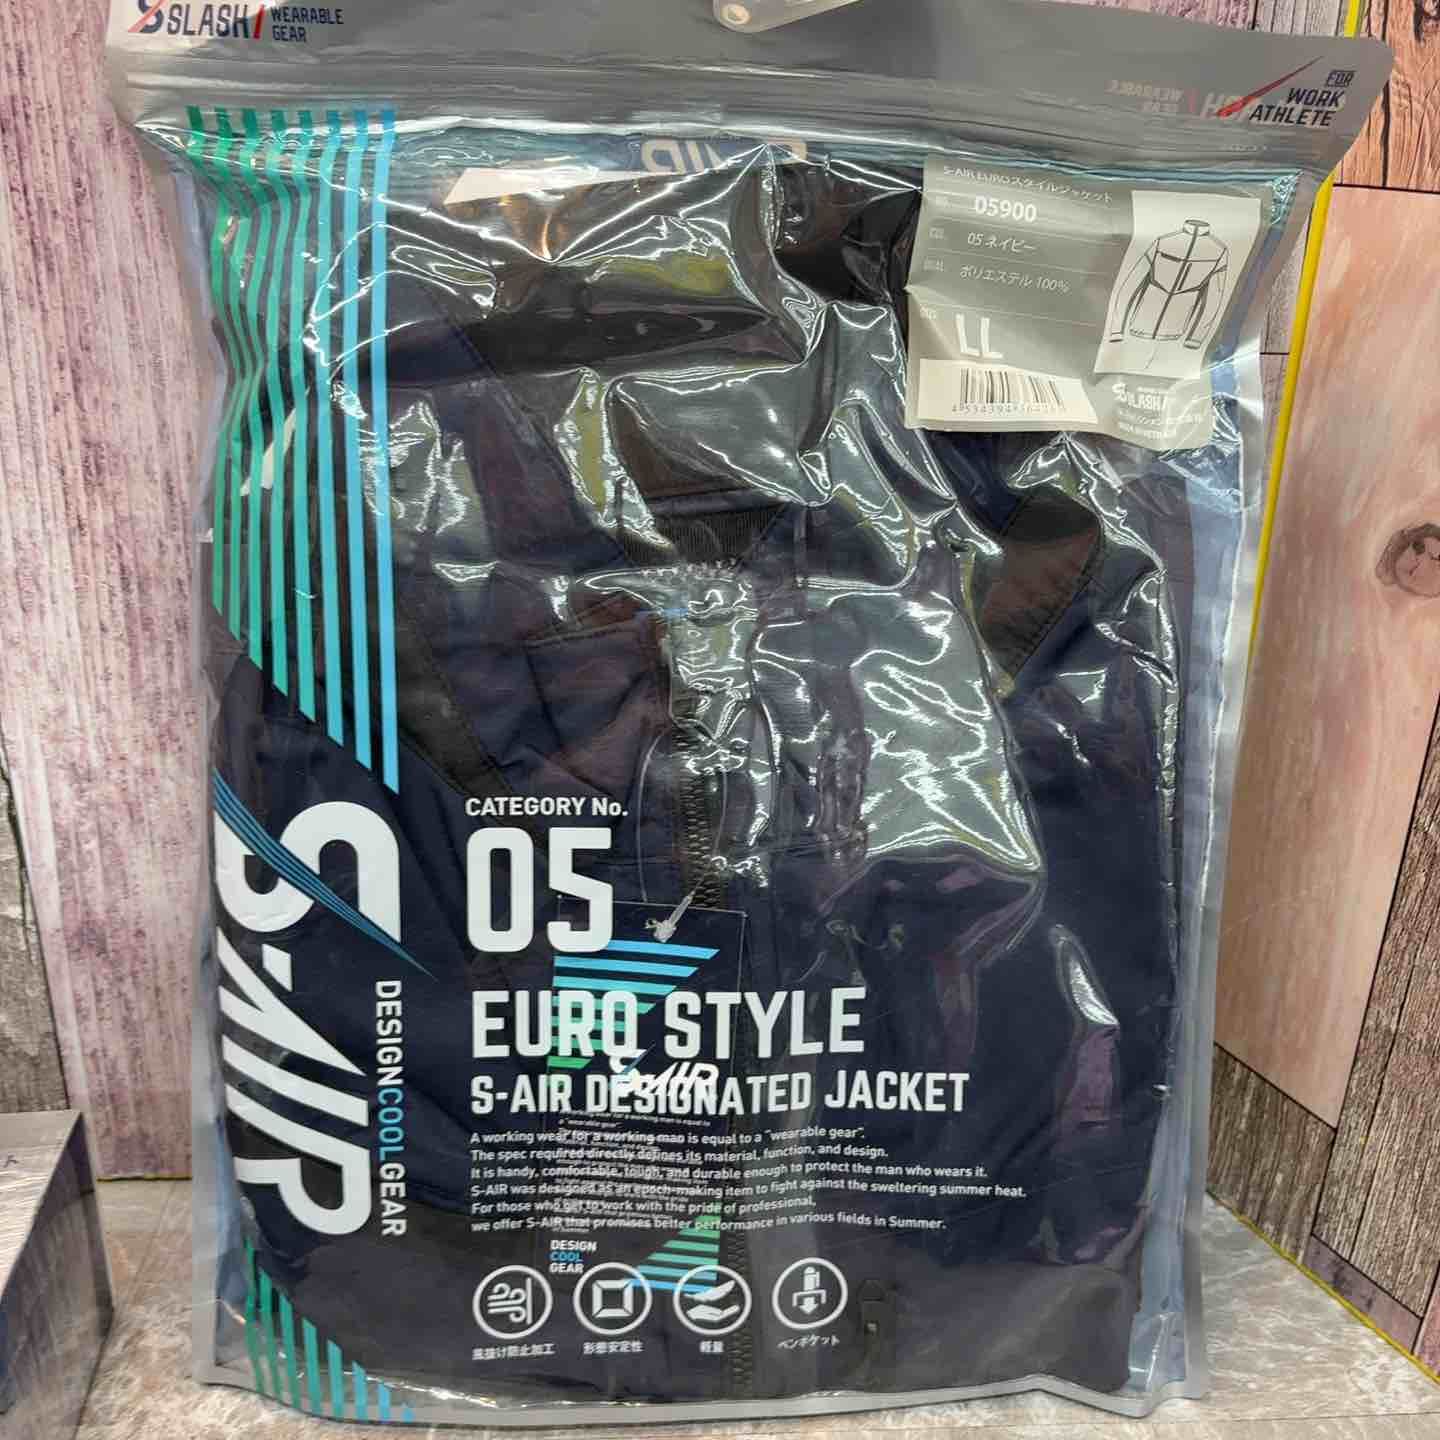 SLASH/ WEARABLE
GEAR
FOR
WORK
ATHLETE
S-AIR EUROスタイルジャケット
NO. 05900
COL. 05 ネイビー
ポリエステル 100%
LL
SLASH
S-AIR
DESIGNCOOLGEAR
CATEGORY No.
05
EURO STYLE
S-AIR DESIGNATED JACKET
A working wear for a working man is equal to a "wearable gear".
The spec required directly defines its material, function, and design.
It is handy, comfortable, tough, and durable enough to protect the man who wears it.
S-AIR was designed as an epoch-making item to fight against the sweltering summer heat.
For those who get to work with the pride of professional,
we offer S-AIR that promises better performance in various fields in Summer.
S-AIR
DESIGN
COOL
GEAR
風抜け防止加工
形態安定性
軽量
ペンポケット